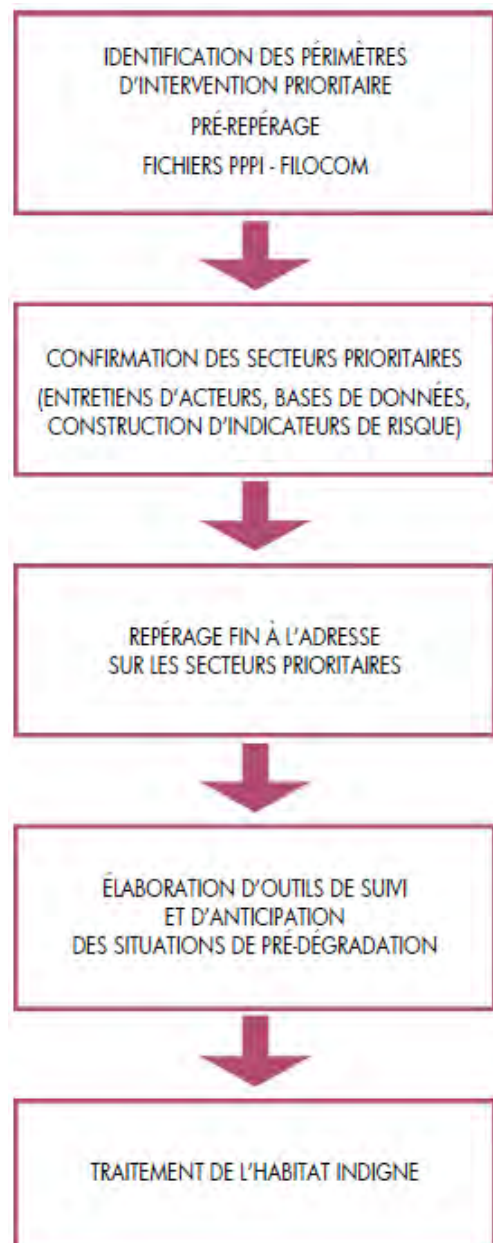 IDENTIFICATION DES PÉRIMÈTRES
D'INTERVENTION PRIORITAIRE
PRÉ-REPÉRAGE
FICHIERS PPPI - FILOCOM
CONFIRMATION DES SECTEURS PRIORITAIRES
(ENTRETIENS D'ACTEURS, BASES DE DONNÉES,
CONSTRUCTION D'INDICATEURS DE RISQUE)
REPÉRAGE FIN À L'ADRESSE
SUR LES SECTEURS PRIORITAIRES
ÉLABORATION D'OUTILS DE SUIVI
ET D'ANTICIPATION
DES SITUATIONS DE PRÉ-DÉGRADATION
TRAITEMENT DE L'HABITAT INDIGNE